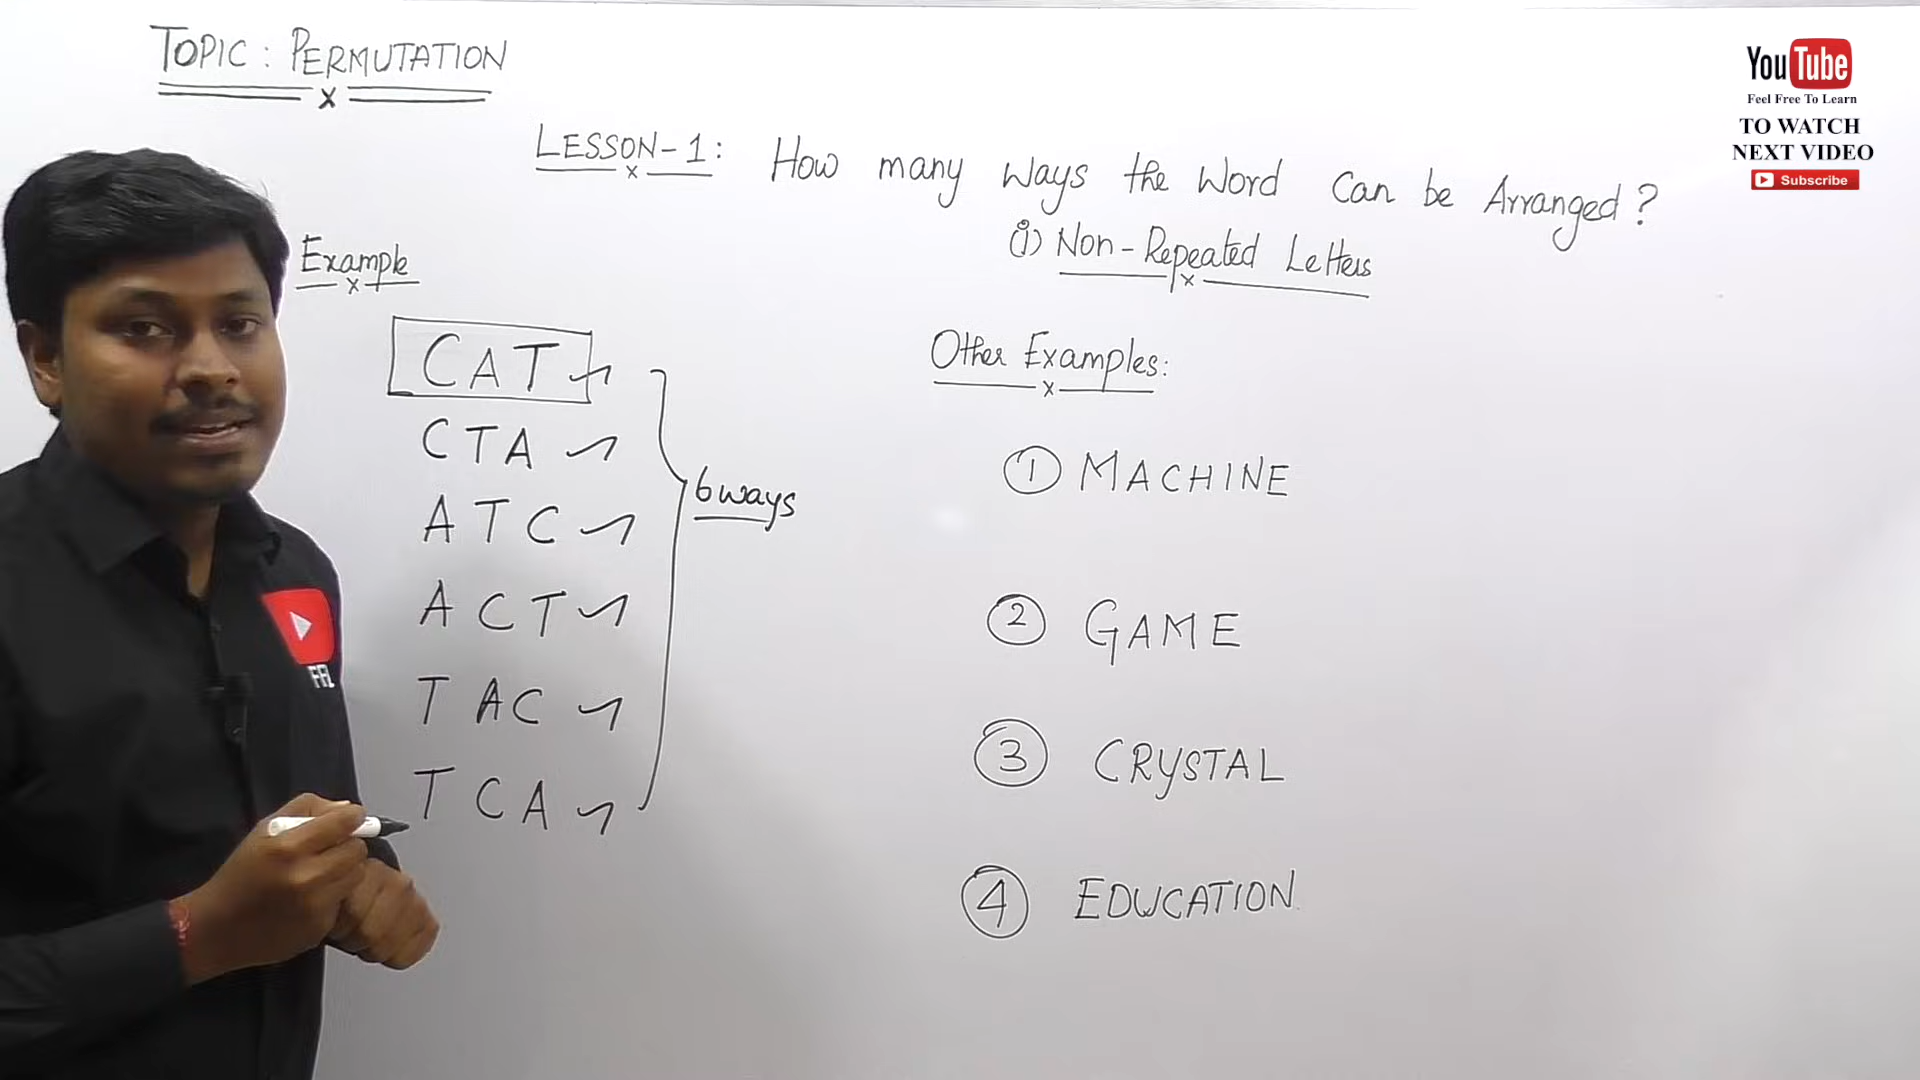 TOPIC: PERMUTATION
x
LESSON-1: How many ways the Word Can be Arranged?
x
(i) Non-Repeated Letters
x
Example
x
CAT
CTA
ATC
ACT
TAC
TCA
6 ways
Other Examples:
x
1 MACHINE
2 GAME
3 CRYSTAL
4 EDUCATION
YouTube
Feel Free To Learn
TO WATCH
NEXT VIDEO
Subscribe
FFL